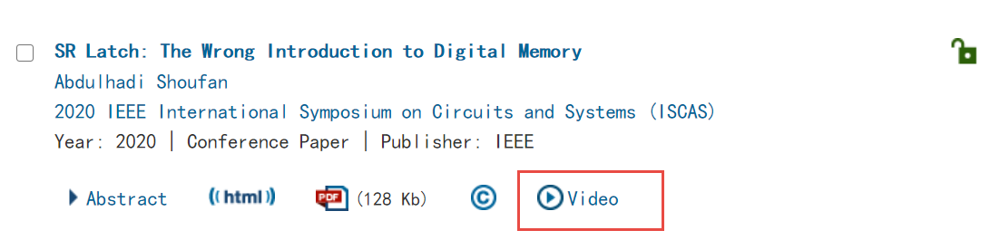 SR Latch: The Wrong Introduction to Digital Memory
Abdulhadi Shoufan
2020 IEEE International Symposium on Circuits and Systems (ISCAS)
Year: 2020 | Conference Paper | Publisher: IEEE
Abstract ((html)) PDF (128 Kb) © Video